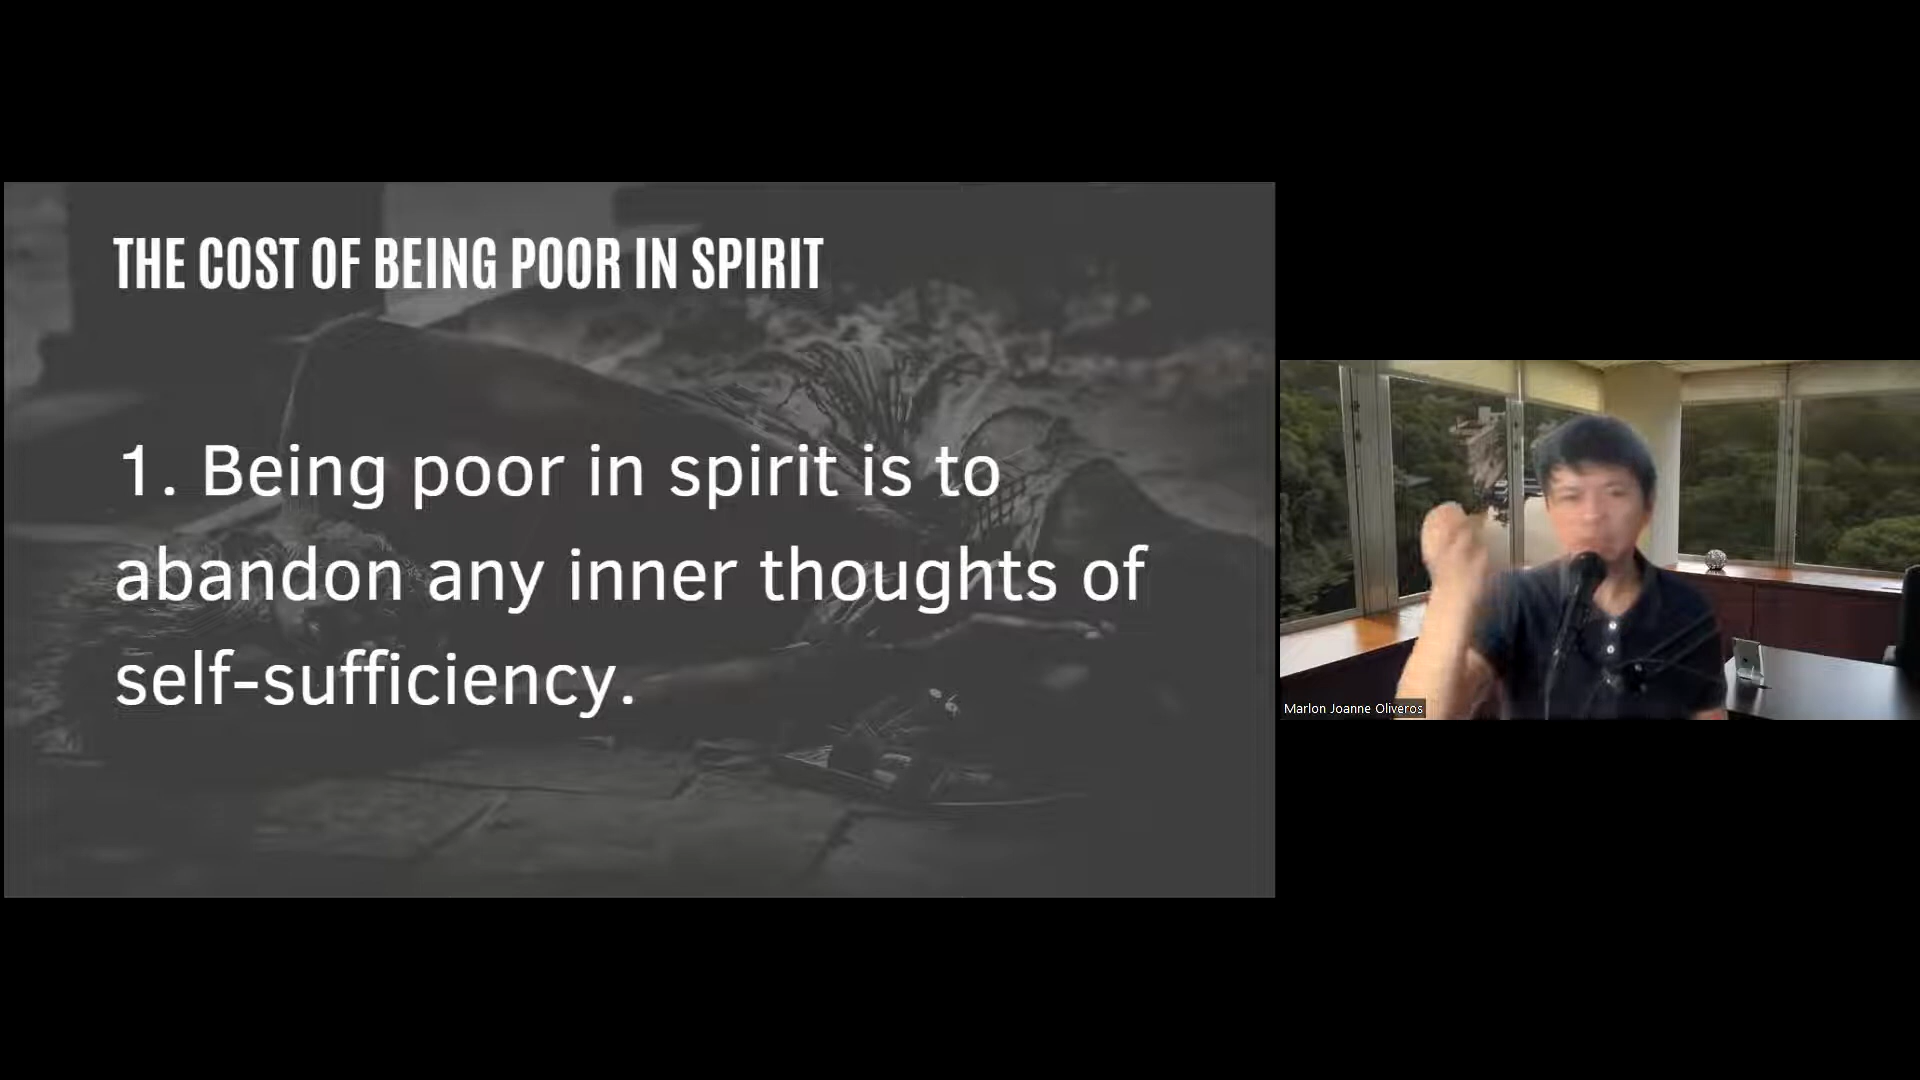 THE COST OF BEING POOR IN SPIRIT
1. Being poor in spirit is to
abandon any inner thoughts of
self-sufficiency.
Marlon Joanne Oliveros